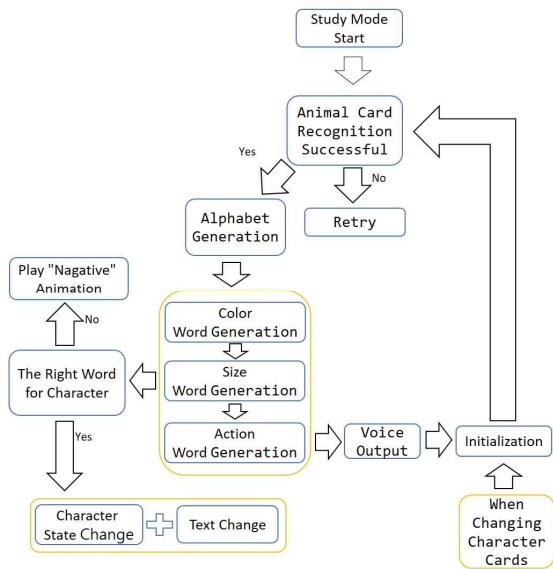 Study Mode
Start
Animal Card
Recognition
Successful
Yes
No
Alphabet
Generation
Retry
Play "Nagative"
Animation
No
Color
Word Generation
The Right Word
for Character
Size
Word Generation
Yes
Action
Word Generation
Voice
Output
Initialization
Character
State Change
Text Change
When
Changing
Character
Cards